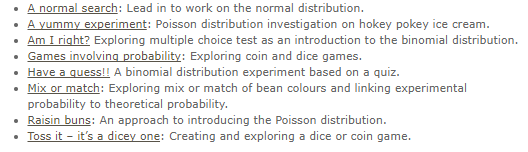 A normal search: Lead in to work on the normal distribution.
A yummy experiment: Poisson distribution investigation on hokey pokey ice cream.
Am I right? Exploring multiple choice test as an introduction to the binomial distribution.
Games involving probability: Exploring coin and dice games.
Have a guess!! A binomial distribution experiment based on a quiz.
Mix or match: Exploring mix or match of bean colours and linking experimental
probability to theoretical probability.
Raisin buns: An approach to introducing the Poisson distribution.
Toss it – it's a dicey one: Creating and exploring a dice or coin game.